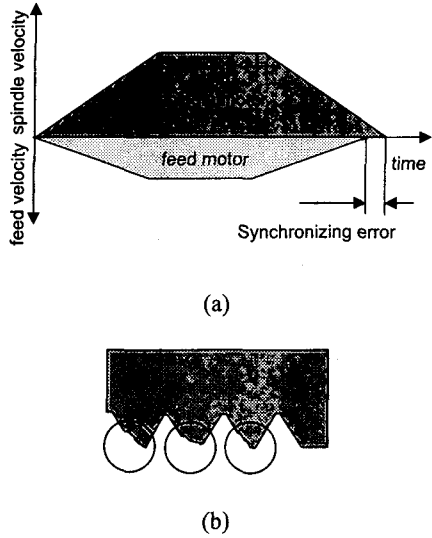 feed velocity spindle velocity
feed motor
time
Synchronizing error
(a)
(b)